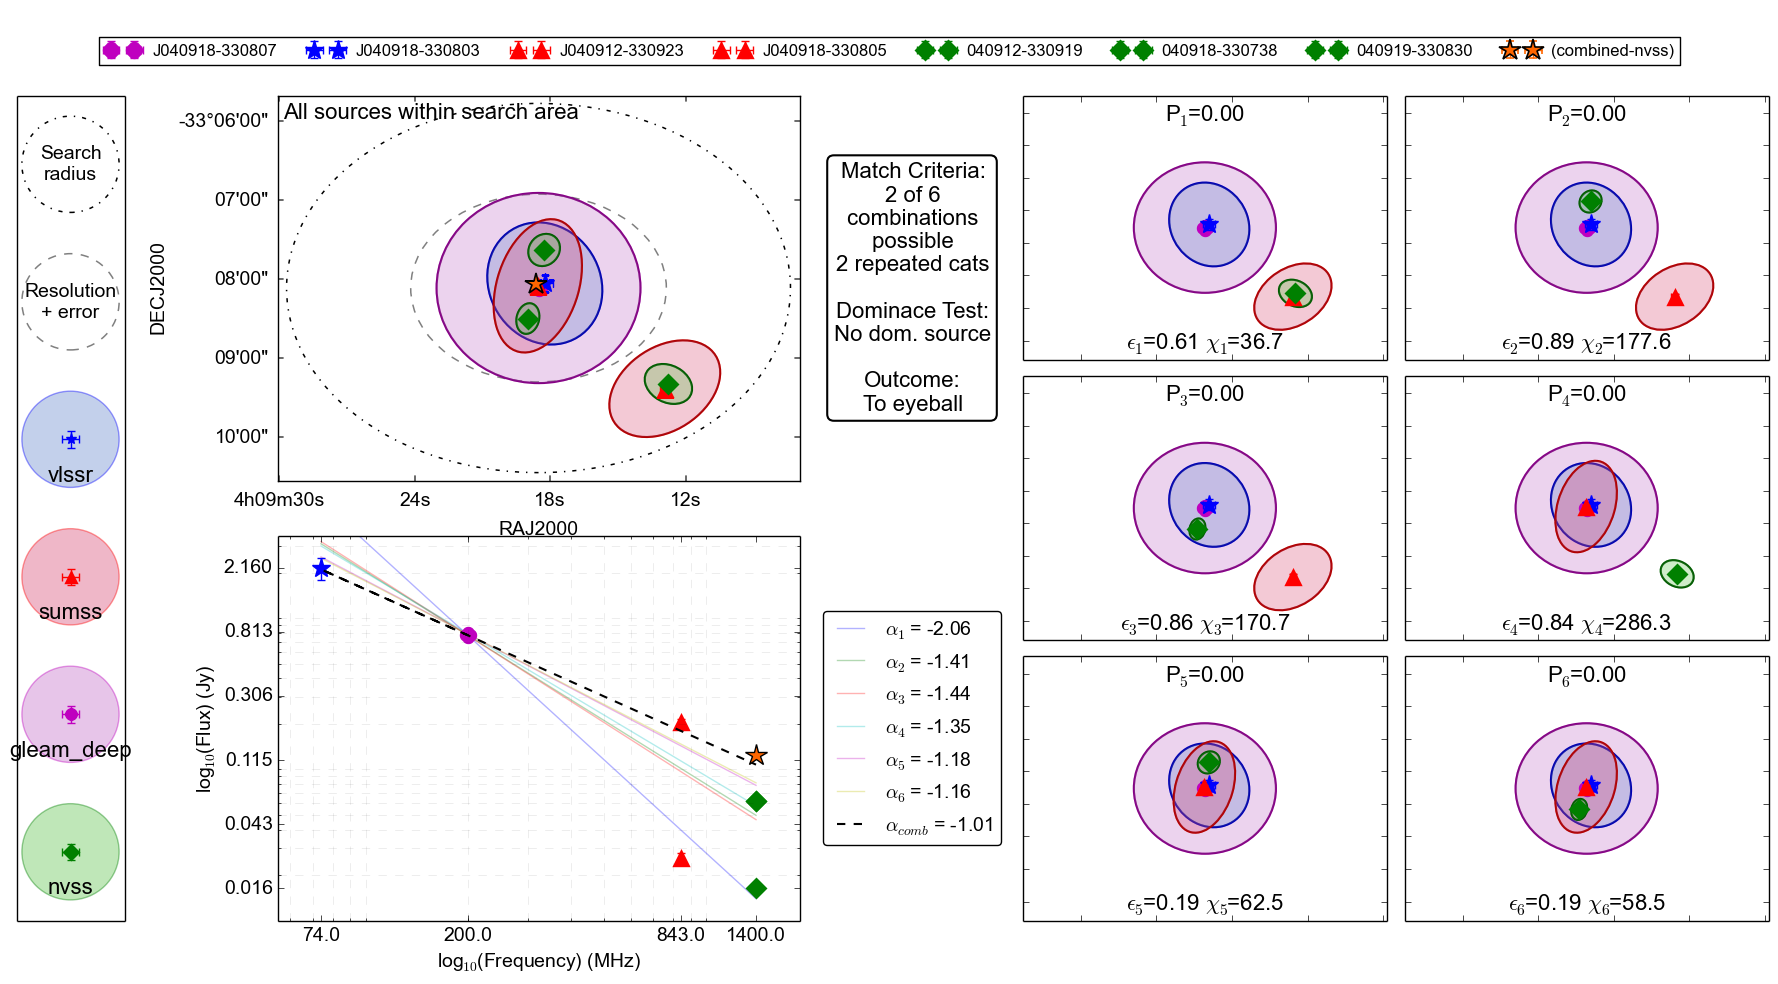 J040918-330807 J040918-330803 J040912-330923 J040918-330805 040912-330919 040918-330738 040919-330830 (combined-nvss)
Search
radius
Resolution
+ error
vlssr
sumss
gleam_deep
nvss
All sources within search area
DECJ2000
-33°06'00"
07'00"
08'00"
09'00"
10'00"
4h09m30s 24s 18s 12s
RAJ2000
log10(Flux) (Jy)
2.160
0.813
0.306
0.115
0.043
0.016
74.0 200.0 843.0 1400.0
log10(Frequency) (MHz)
Match Criteria:
2 of 6
combinations
possible
2 repeated cats
Dominace Test:
No dom. source
Outcome:
To eyeball
α1 = -2.06
α2 = -1.41
α3 = -1.44
α4 = -1.35
α5 = -1.18
α6 = -1.16
αcomb = -1.01
P1=0.00
ϵ1=0.61 χ1=36.7
P2=0.00
ϵ2=0.89 χ2=177.6
P3=0.00
ϵ3=0.86 χ3=170.7
P4=0.00
ϵ4=0.84 χ4=286.3
P5=0.00
ϵ5=0.19 χ5=62.5
P6=0.00
ϵ6=0.19 χ6=58.5